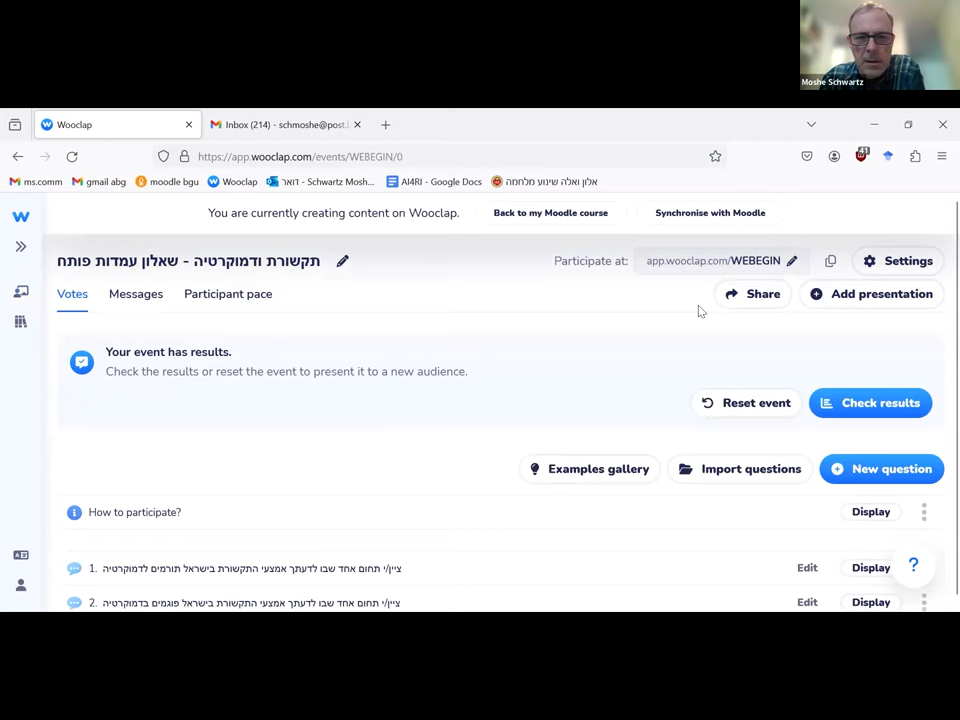 Moshe Schwartz
Wooclap
Inbox (214) - schmoshe@post.
https://app.wooclap.com/events/WEBEGIN/0
41
ms.comm
gmail abg
moodle bgu
Wooclap
דואר - Schwartz Mosh...
AI4RI - Google Docs
אלון ואלה שינוע מלחמה
W
You are currently creating content on Wooclap.
Back to my Moodle course
Synchronise with Moodle
תקשורת ודמוקרטיה - שאלון עמדות פותח
Participate at:
app.wooclap.com/WEBEGIN
Settings
Votes
Messages
Participant pace
Share
Add presentation
Your event has results.
Check the results or reset the event to present it to a new audience.
Reset event
Check results
Examples gallery
Import questions
New question
How to participate?
Display
1. ציין/י תחום אחד שבו לדעתך אמצעי התקשורת בישראל תורמים לדמוקרטיה
Edit
Display
?
2. ציין/י תחום אחד שבו לדעתך אמצעי התקשורת בישראל פוגמים בדמוקרטיה
Edit
Display